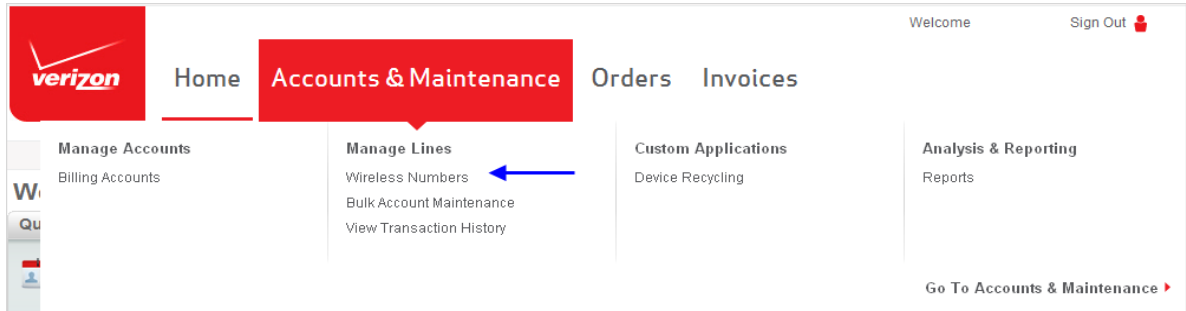 Welcome
Sign Out
verizon
Home
Accounts & Maintenance
Orders
Invoices
Manage Accounts
Billing Accounts
Manage Lines
Wireless Numbers
Bulk Account Maintenance
View Transaction History
Custom Applications
Device Recycling
Analysis & Reporting
Reports
Go To Accounts & Maintenance